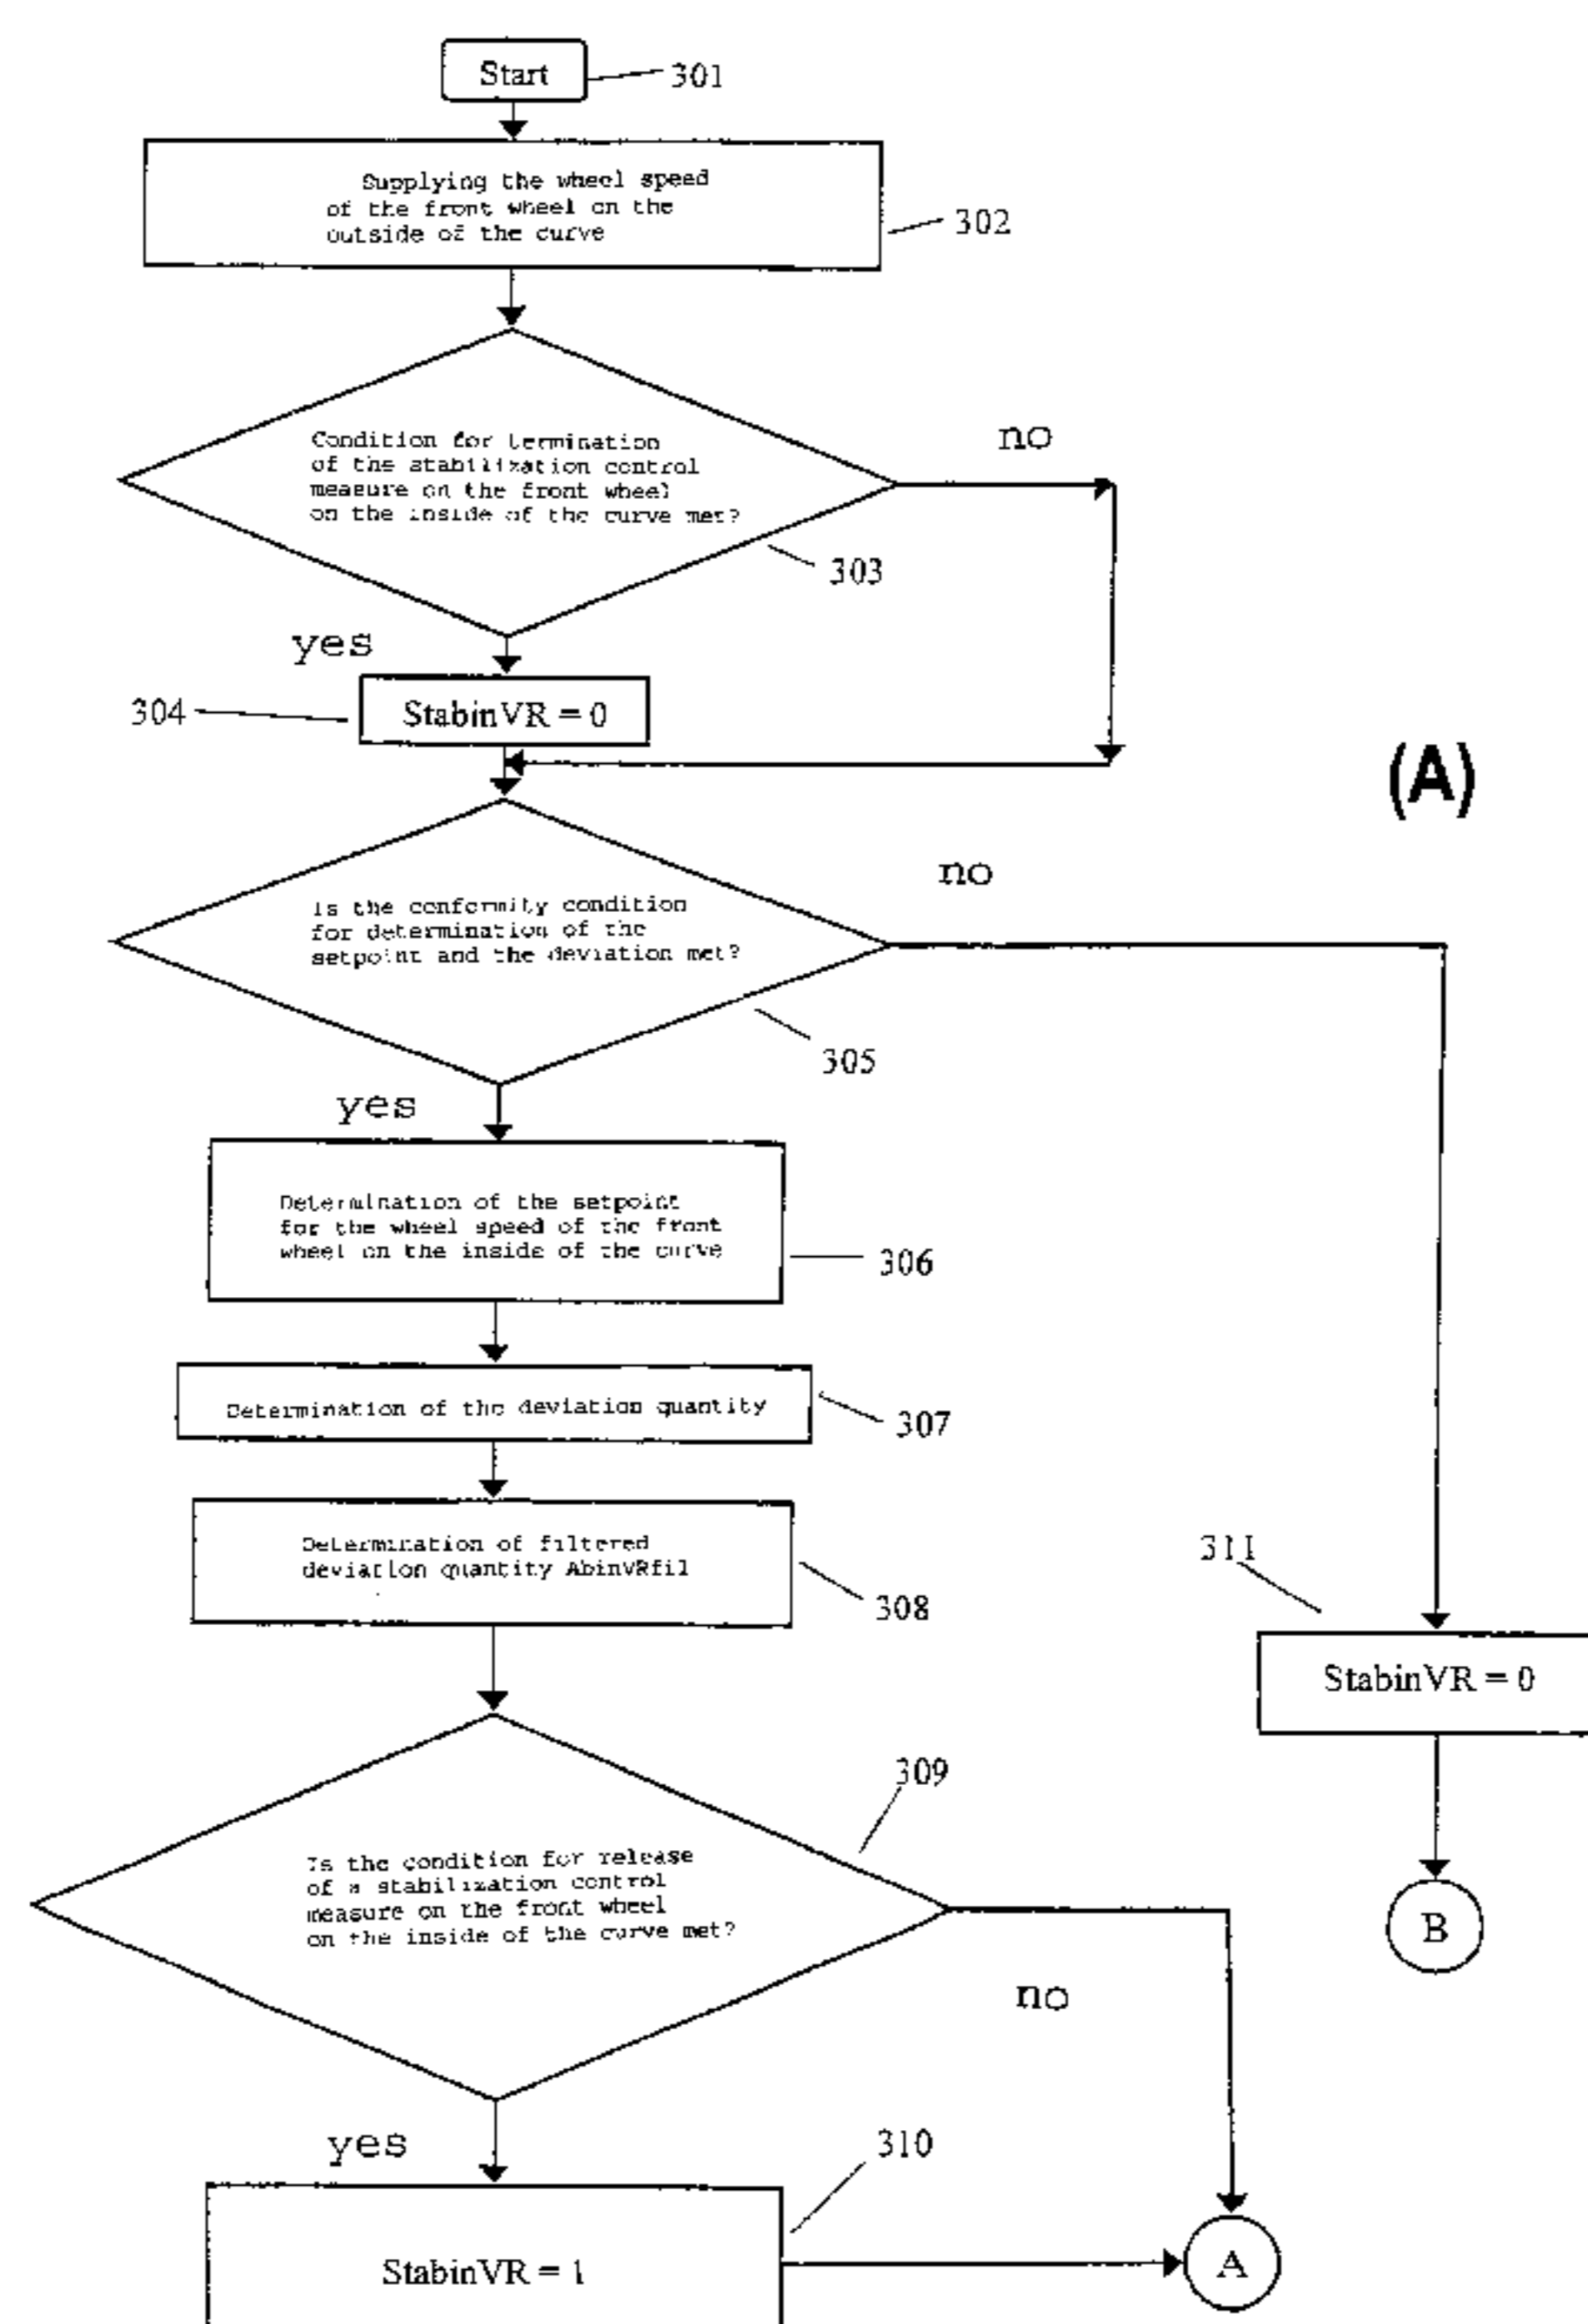 Start
301
Supplying the wheel speed
of the front wheel on the
outside of the curve
302
Condition for termination
of the stabilization control
measure on the front wheel
on the inside of the curve met?
no
303
yes
304
StabinVR = 0
(A)
no
Is the conformity condition
for determination of the
setpoint and the deviation met?
305
yes
Determination of the setpoint
for the wheel speed of the front
wheel on the inside of the curve
306
Determination of the deviation quantity
307
Determination of filtered
deviation quantity AbinVRfil
308
311
StabinVR = 0
309
Is the condition for release
of a stabilization control
measure on the front wheel
on the inside of the curve met?
B
no
yes
310
StabinVR = 1
A